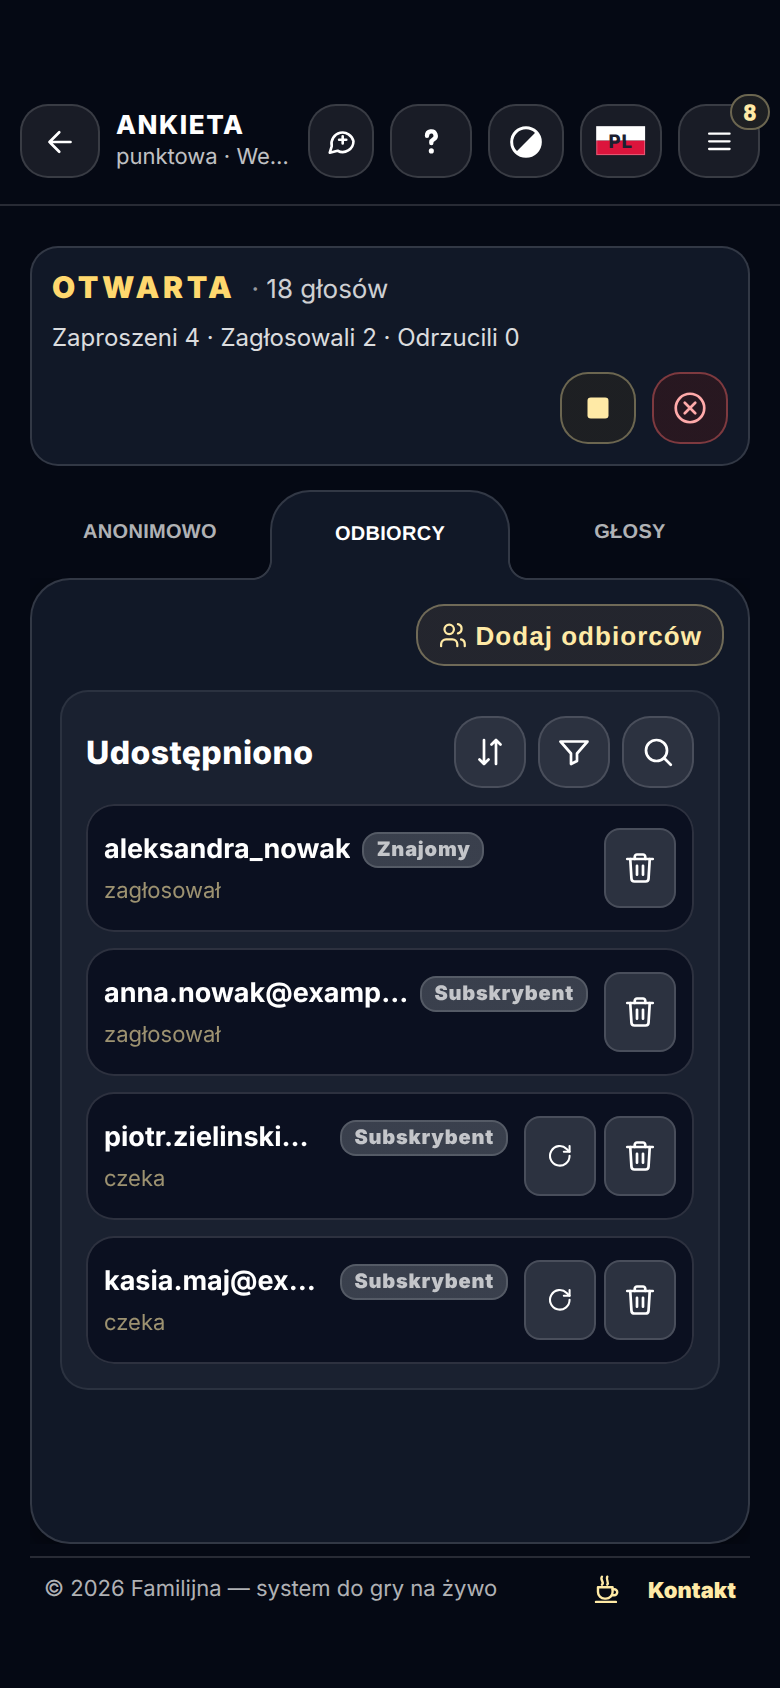 ANKIETA
punktowa · We...
?
PL
8
OTWARTA · 18 głosów
Zaproszeni 4 · Zagłosowali 2 · Odrzucili 0
ANONIMOWO
ODBIORCY
GŁOSY
Dodaj odbiorców
Udostępniono
aleksandra_nowak Znajomy
zagłosował
anna.nowak@examp... Subskrybent
zagłosował
piotr.zielinski... Subskrybent
czeka
kasia.maj@ex... Subskrybent
czeka
© 2026 Familijna — system do gry na żywo
Kontakt